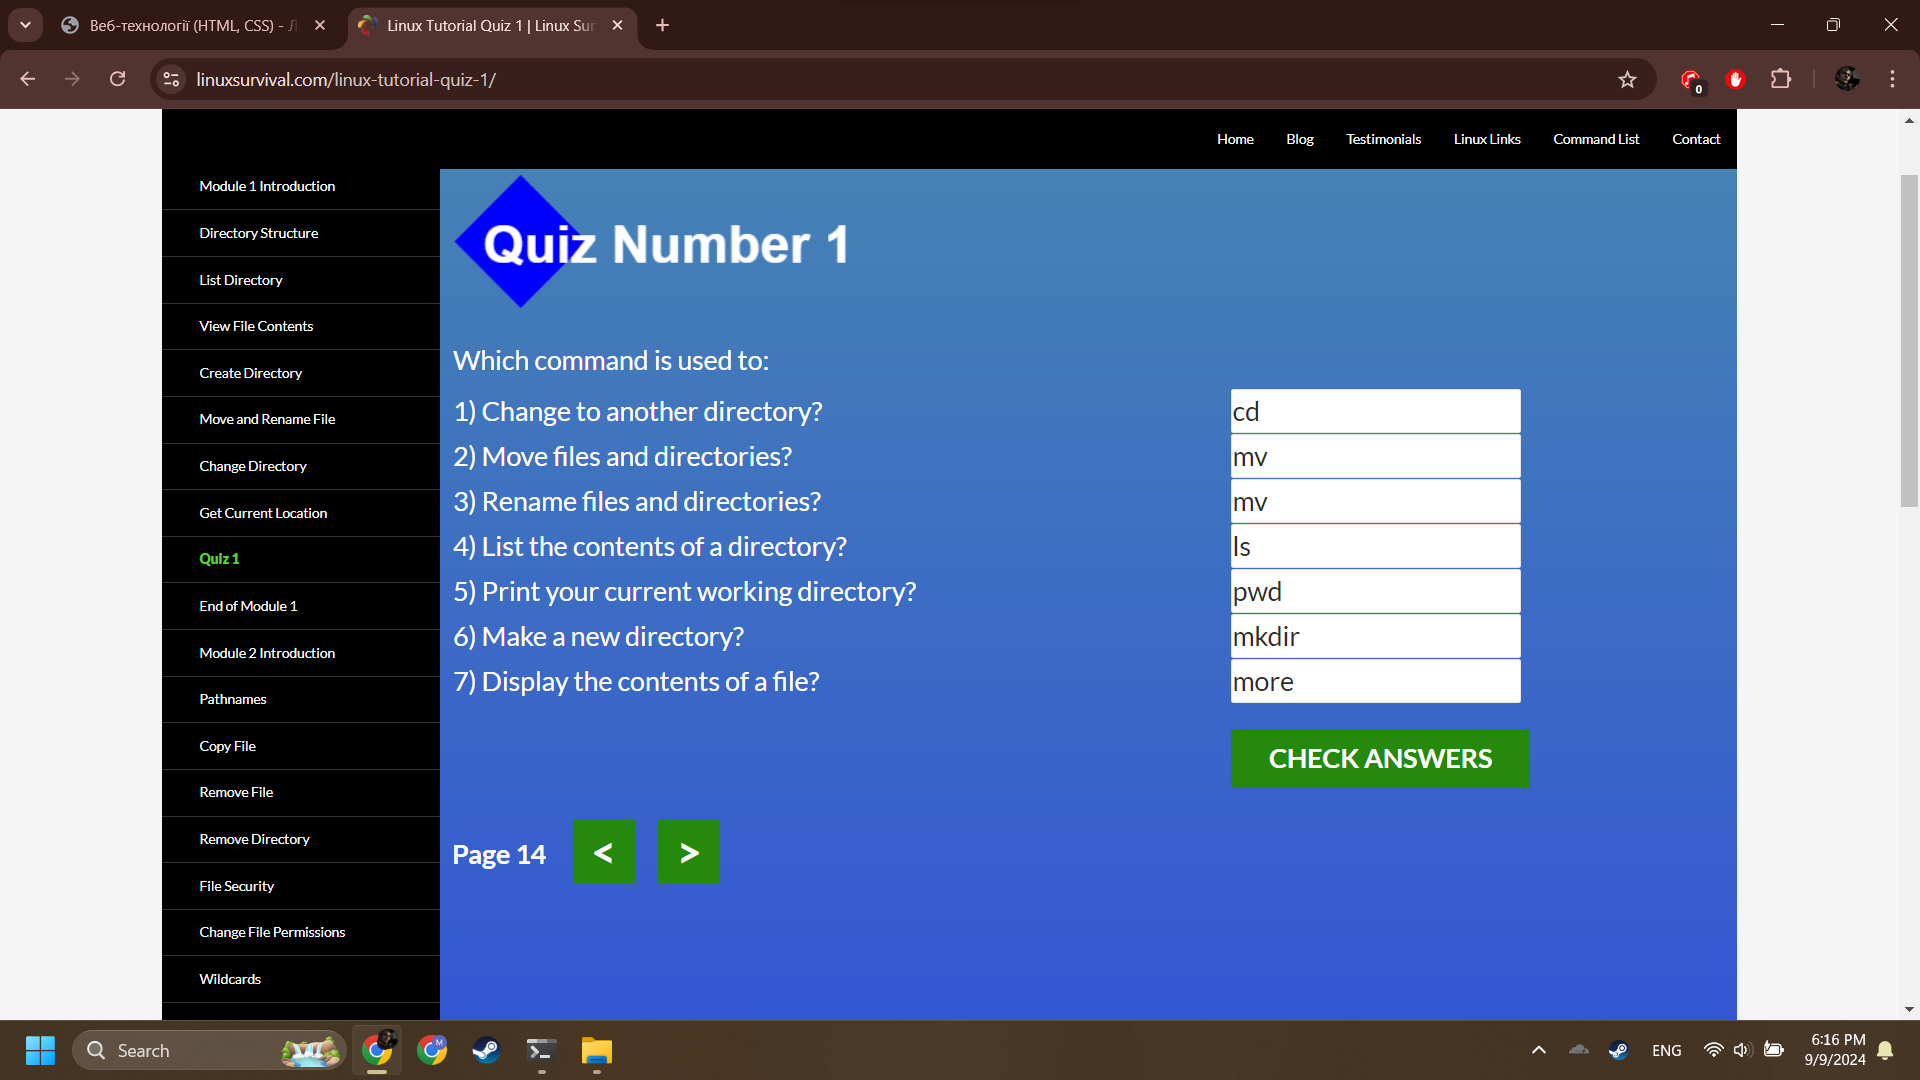 Веб-технології (HTML, CSS) -
Linux Tutorial Quiz 1 | Linux Sur
linuxsurvival.com/linux-tutorial-quiz-1/
0
Home
Blog
Testimonials
Linux Links
Command List
Contact
Module 1 Introduction
Directory Structure
List Directory
View File Contents
Create Directory
Move and Rename File
Change Directory
Get Current Location
Quiz 1
End of Module 1
Module 2 Introduction
Pathnames
Copy File
Remove File
Remove Directory
File Security
Change File Permissions
Wildcards
Quiz Number 1
Which command is used to:
1) Change to another directory?
cd
2) Move files and directories?
mv
3) Rename files and directories?
mv
4) List the contents of a directory?
ls
5) Print your current working directory?
pwd
6) Make a new directory?
mkdir
7) Display the contents of a file?
more
CHECK ANSWERS
Page 14
<
>
Search
M
ENG
6:16 PM
9/9/2024